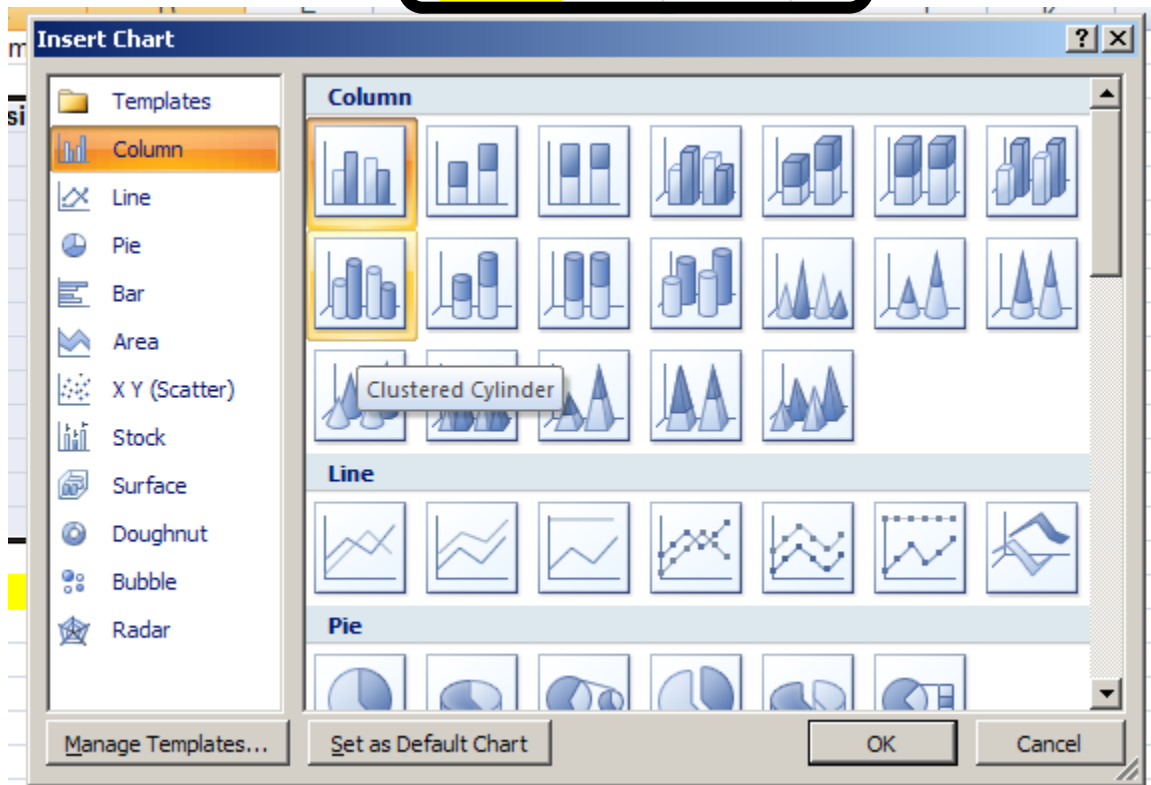 Insert Chart
Templates
Column
Line
Pie
Bar
Area
X Y (Scatter)
Stock
Surface
Doughnut
Bubble
Radar
Column
Clustered Cylinder
Line
Pie
Manage Templates...
Set as Default Chart
OK
Cancel